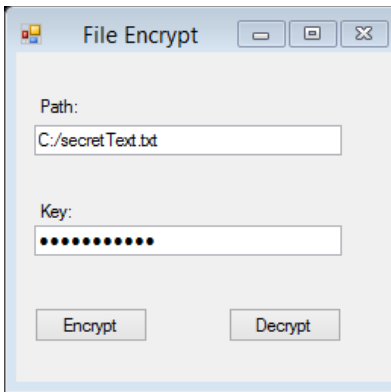 File Encrypt
Path:
C:/secretText.txt
Key:
●●●●●●●●●●●
Encrypt Decrypt